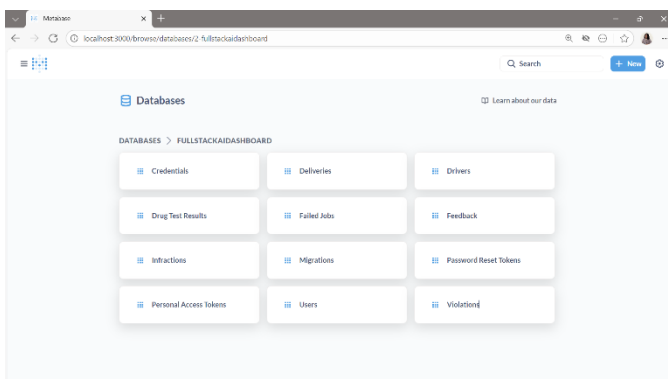 Metabase
localhost:3000/browse/databases/2-fullstackaidashboard
Search
+ New
Databases
Learn about our data
DATABASES > FULLSTACKAIDASHBOARD
Credentials
Deliveries
Drivers
Drug Test Results
Failed Jobs
Feedback
Infractions
Migrations
Password Reset Tokens
Personal Access Tokens
Users
Violations